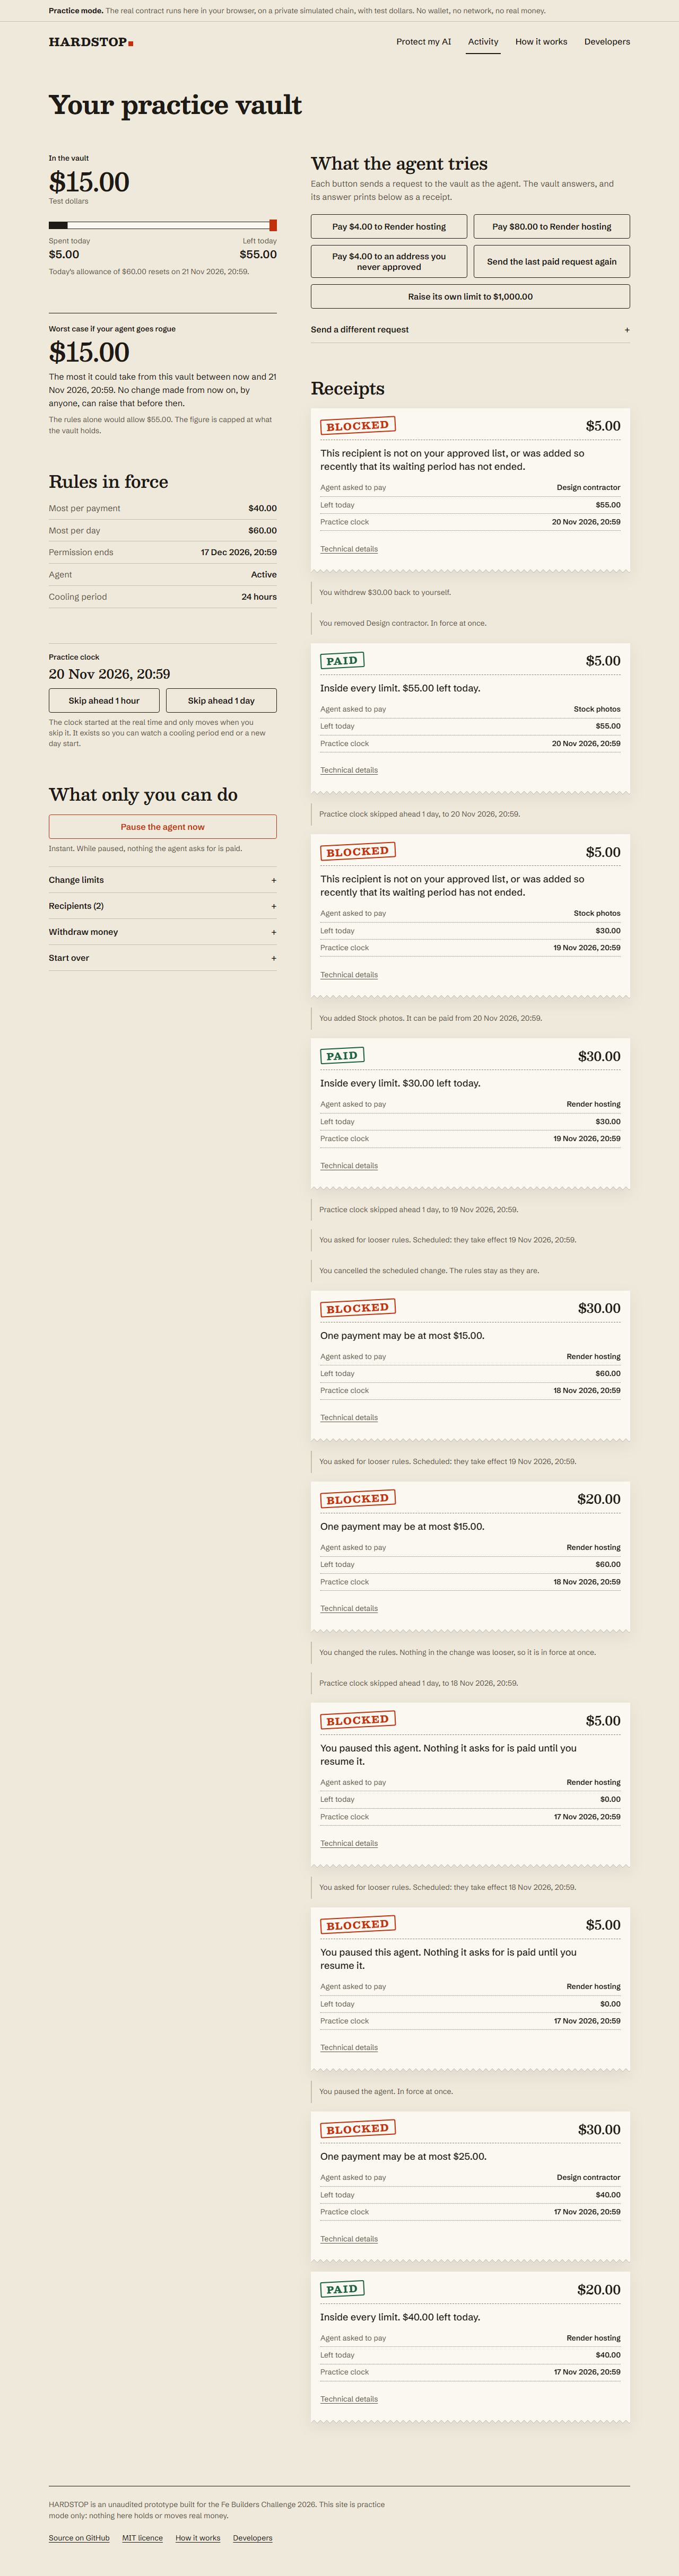 Practice mode. The real contract runs here in your browser, on a private simulated chain, with test dollars. No wallet, no network, no real money.
HARDSTOP
Protect my AI
Activity
How it works
Developers
Your practice vault
In the vault
$15.00
Test dollars
Spent today
Left today
$5.00
$55.00
Today's allowance of $60.00 resets on 21 Nov 2026, 20:59.
Worst case if your agent goes rogue
$15.00
The most it could take from this vault between now and 21
Nov 2026, 20:59. No change made from now on, by
anyone, can raise that before then.
The rules alone would allow $55.00. The figure is capped at what
the vault holds.
Rules in force
Most per payment $40.00
Most per day $60.00
Permission ends 17 Dec 2026, 20:59
Agent Active
Cooling period 24 hours
Practice clock
20 Nov 2026, 20:59
Skip ahead 1 hour
Skip ahead 1 day
The clock started at the real time and only moves when you
skip it. It exists so you can watch a cooling period end or a new
day start.
What only you can do
Pause the agent now
Instant. While paused, nothing the agent asks for is paid.
Change limits +
Recipients (2) +
Withdraw money +
Start over +
What the agent tries
Each button sends a request to the vault as the agent. The vault answers, and
its answer prints below as a receipt.
Pay $4.00 to Render hosting
Pay $80.00 to Render hosting
Pay $4.00 to an address you
never approved
Send the last paid request again
Raise its own limit to $1,000.00
Send a different request +
Receipts
BLOCKED $5.00
This recipient is not on your approved list, or was added so
recently that its waiting period has not ended.
Agent asked to pay Design contractor
Left today $55.00
Practice clock 20 Nov 2026, 20:59
Technical details
You withdrew $30.00 back to yourself.
You removed Design contractor. In force at once.
PAID $5.00
Inside every limit. $55.00 left today.
Agent asked to pay Stock photos
Left today $55.00
Practice clock 20 Nov 2026, 20:59
Technical details
Practice clock skipped ahead 1 day, to 20 Nov 2026, 20:59.
BLOCKED $5.00
This recipient is not on your approved list, or was added so
recently that its waiting period has not ended.
Agent asked to pay Stock photos
Left today $30.00
Practice clock 19 Nov 2026, 20:59
Technical details
You added Stock photos. It can be paid from 20 Nov 2026, 20:59.
PAID $30.00
Inside every limit. $30.00 left today.
Agent asked to pay Render hosting
Left today $30.00
Practice clock 19 Nov 2026, 20:59
Technical details
Practice clock skipped ahead 1 day, to 19 Nov 2026, 20:59.
You asked for looser rules. Scheduled: they take effect 19 Nov 2026, 20:59.
You cancelled the scheduled change. The rules stay as they are.
BLOCKED $30.00
One payment may be at most $15.00.
Agent asked to pay Render hosting
Left today $60.00
Practice clock 18 Nov 2026, 20:59
Technical details
You asked for looser rules. Scheduled: they take effect 19 Nov 2026, 20:59.
BLOCKED $20.00
One payment may be at most $15.00.
Agent asked to pay Render hosting
Left today $60.00
Practice clock 18 Nov 2026, 20:59
Technical details
You changed the rules. Nothing in the change was looser, so it is in force at once.
Practice clock skipped ahead 1 day, to 18 Nov 2026, 20:59.
BLOCKED $5.00
You paused this agent. Nothing it asks for is paid until you
resume it.
Agent asked to pay Render hosting
Left today $0.00
Practice clock 17 Nov 2026, 20:59
Technical details
You asked for looser rules. Scheduled: they take effect 18 Nov 2026, 20:59.
BLOCKED $5.00
You paused this agent. Nothing it asks for is paid until you
resume it.
Agent asked to pay Render hosting
Left today $0.00
Practice clock 17 Nov 2026, 20:59
Technical details
You paused the agent. In force at once.
BLOCKED $30.00
One payment may be at most $25.00.
Agent asked to pay Design contractor
Left today $40.00
Practice clock 17 Nov 2026, 20:59
Technical details
PAID $20.00
Inside every limit. $40.00 left today.
Agent asked to pay Render hosting
Left today $40.00
Practice clock 17 Nov 2026, 20:59
Technical details
HARDSTOP is an unaudited prototype built for the Fe Builders Challenge 2026. This site is practice
mode only: nothing here holds or moves real money.
Source on GitHub
MIT licence
How it works
Developers